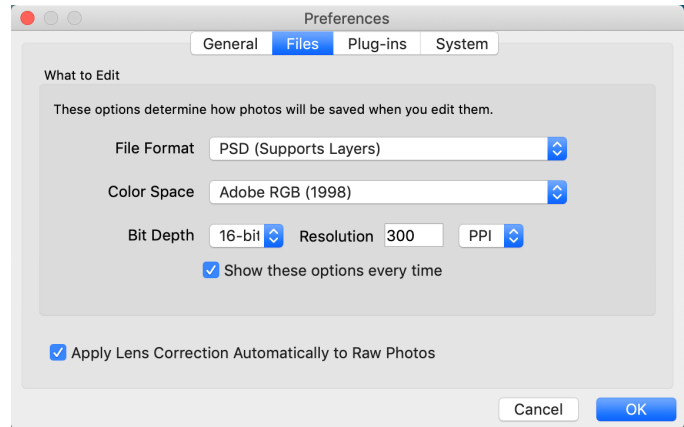 Preferences
General Files Plug-ins System
What to Edit
These options determine how photos will be saved when you edit them.
File Format PSD (Supports Layers)
Color Space Adobe RGB (1998)
Bit Depth 16-bit Resolution 300 PPI
Show these options every time
Apply Lens Correction Automatically to Raw Photos
Cancel OK